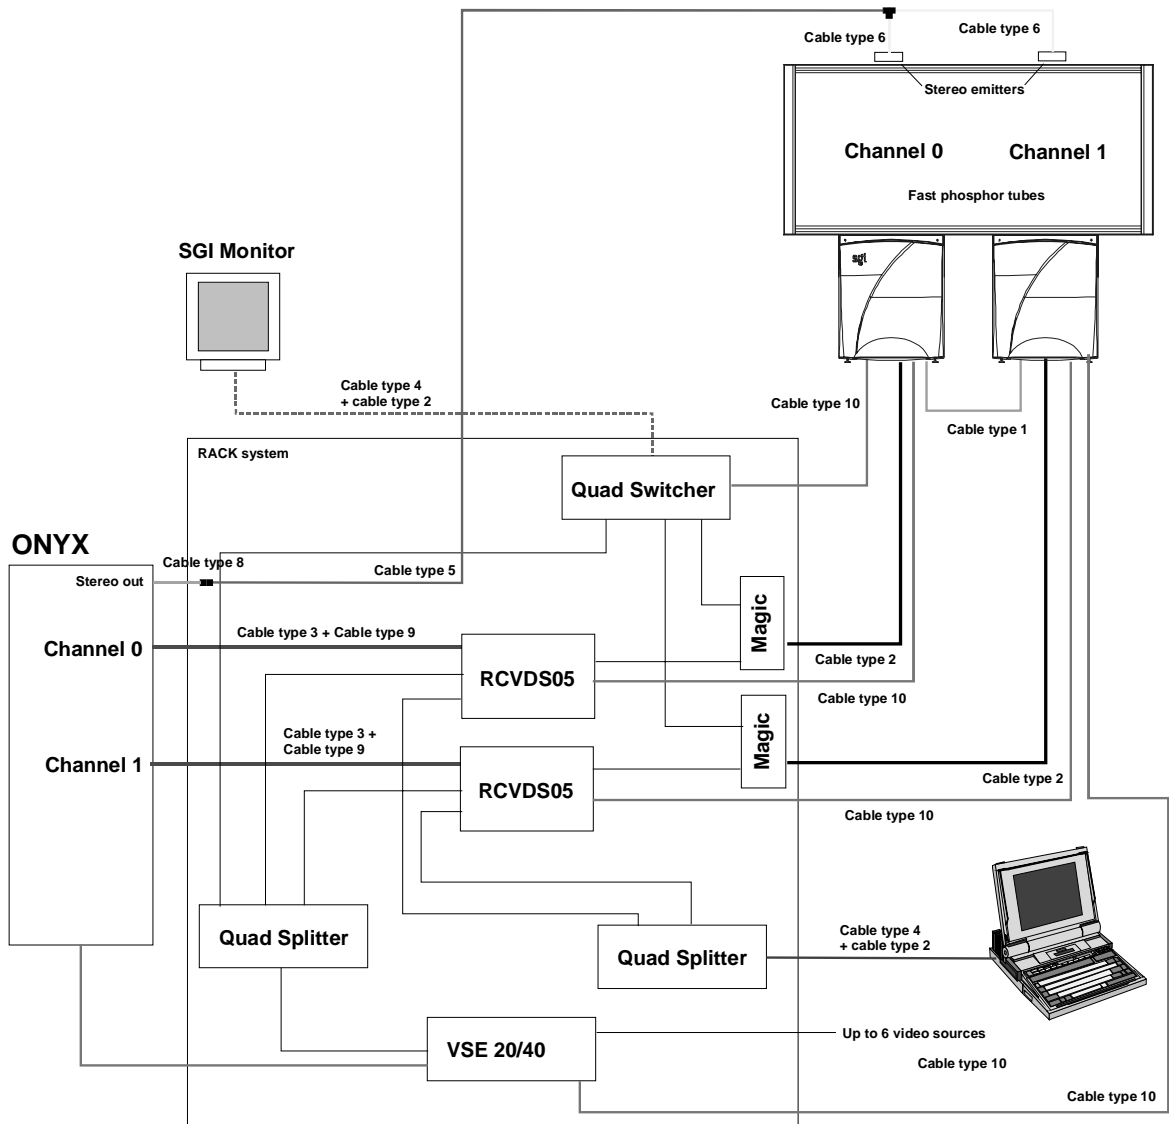 Cable type 6
Cable type 6
Stereo emitters
Channel 0
Channel 1
Fast phosphor tubes
sgi
SGI Monitor
Cable type 4
+ cable type 2
Cable type 10
Cable type 1
RACK system
Quad Switcher
ONYX
Cable type 8
Stereo out
Cable type 5
Magic
Cable type 3 + Cable type 9
Channel 0
RCVDS05
Cable type 2
Cable type 10
Magic
Cable type 3 +
Cable type 9
Channel 1
RCVDS05
Cable type 2
Cable type 10
Quad Splitter
Quad Splitter
Cable type 4
+ cable type 2
VSE 20/40
Up to 6 video sources
Cable type 10
Cable type 10